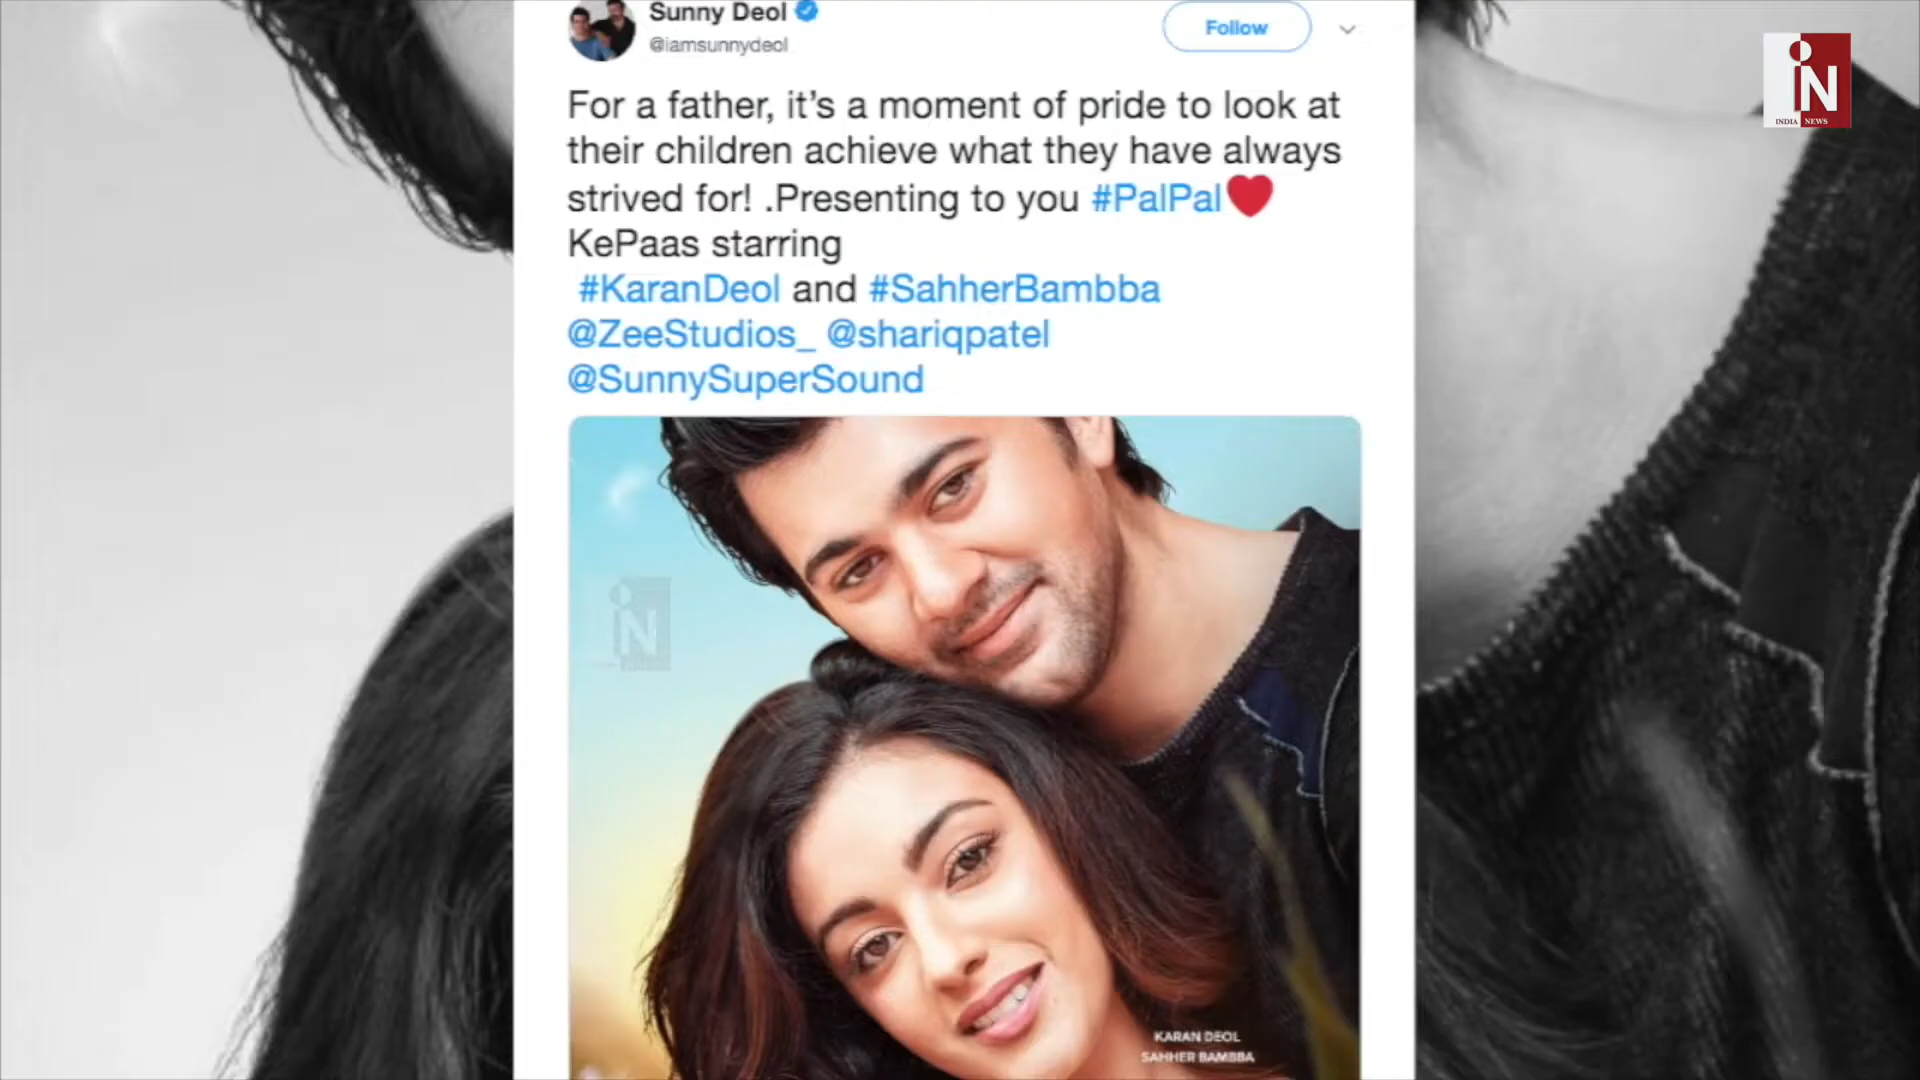 Sunny Deol
@iamsunnydeol
Follow
iN
INDIA NEWS
For a father, it's a moment of pride to look at
their children achieve what they have always
strived for! .Presenting to you #PalPal❤
KePaas starring
#KaranDeol and #SahherBambba
@ZeeStudios_ @shariqpatel
@SunnySuperSound
iN
KARAN DEOL
SAHHER BAMBBA